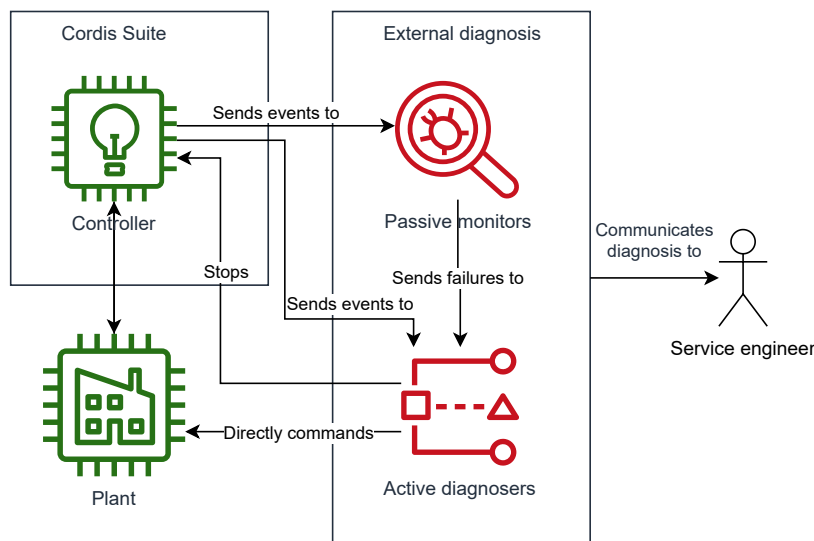 Cordis Suite
External diagnosis
Sends events to
Controller
Passive monitors
Communicates
diagnosis to
Stops
Sends failures to
Sends events to
Service engineer
Directly commands
Active diagnosers
Plant